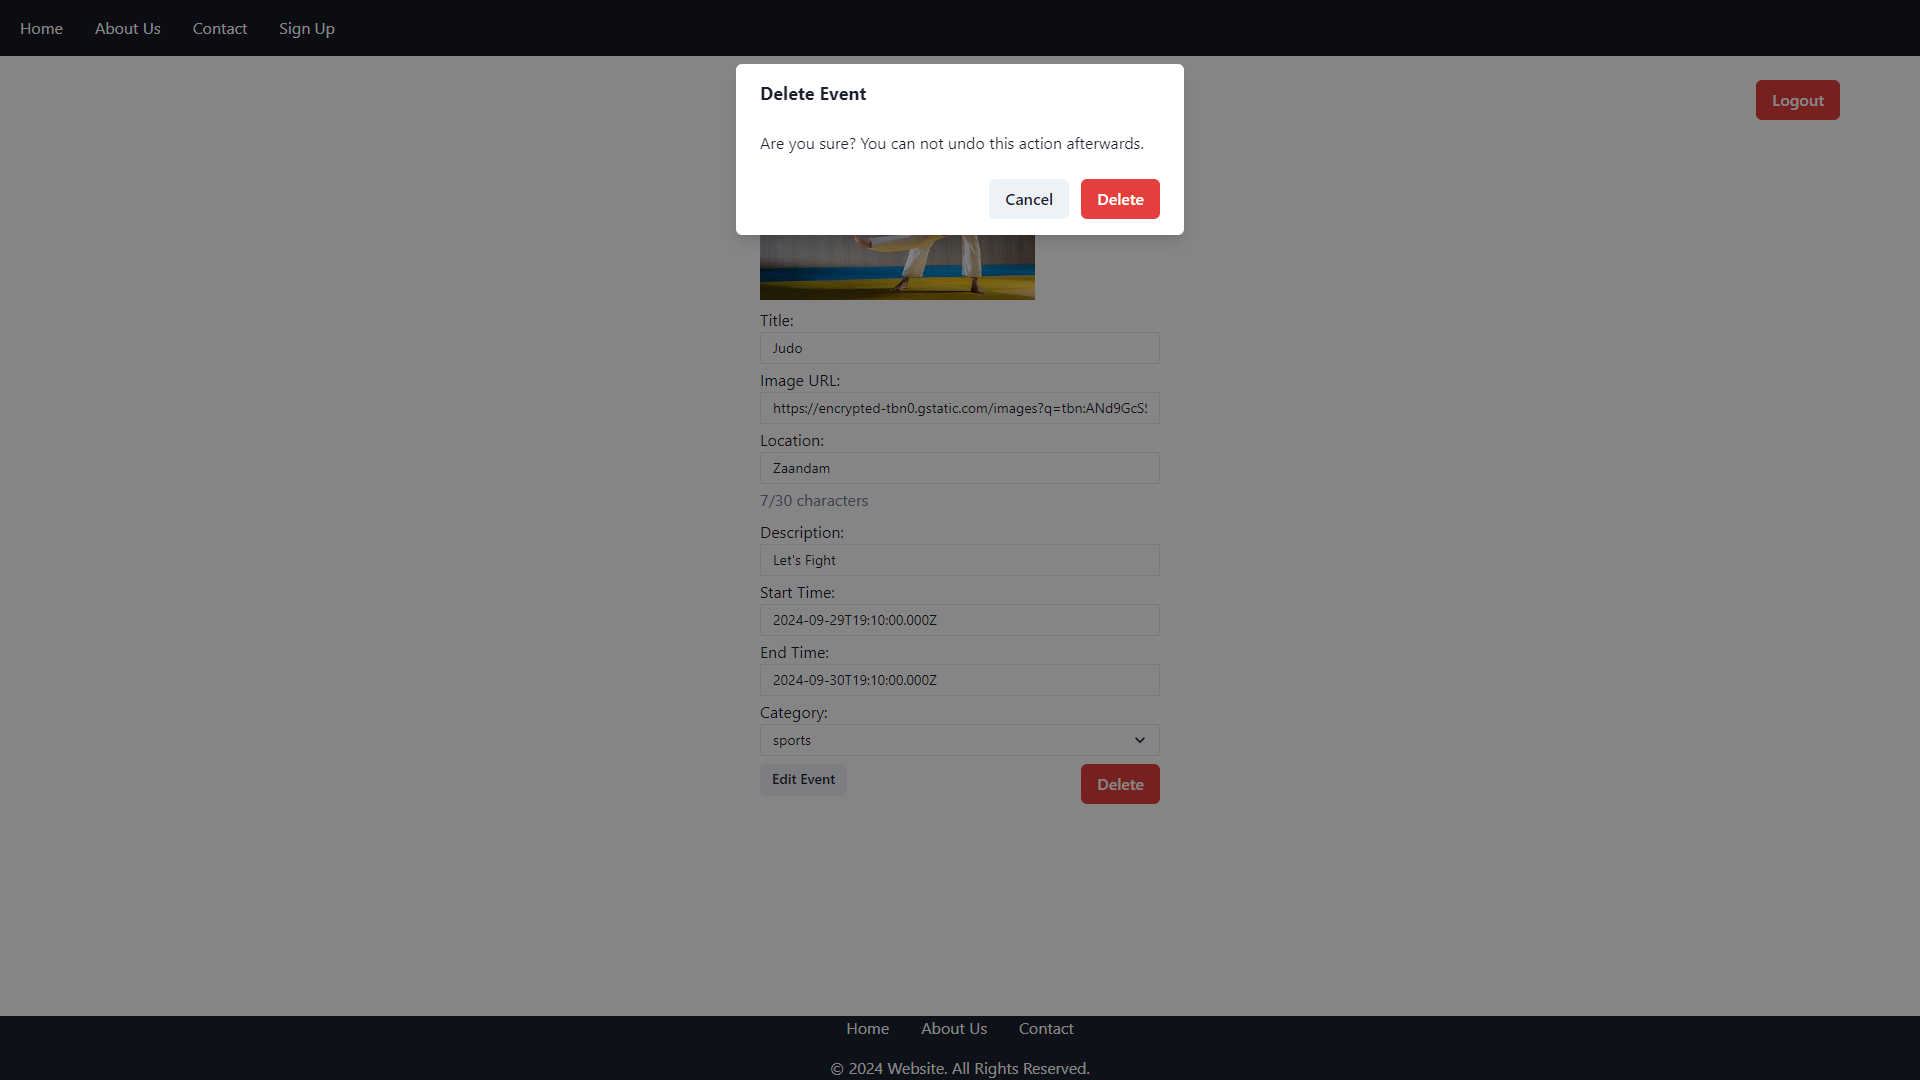 Home About Us Contact Sign Up
Logout
Delete Event
Are you sure? You can not undo this action afterwards.
Cancel Delete
Title:
Judo
Image URL:
https://encrypted-tbn0.gstatic.com/images?q=tbn:ANd9GcSS
Location:
Zaandam
7/30 characters
Description:
Let's Fight
Start Time:
2024-09-29T19:10:00.000Z
End Time:
2024-09-30T19:10:00.000Z
Category:
sports
Edit Event Delete
Home About Us Contact
© 2024 Website. All Rights Reserved.